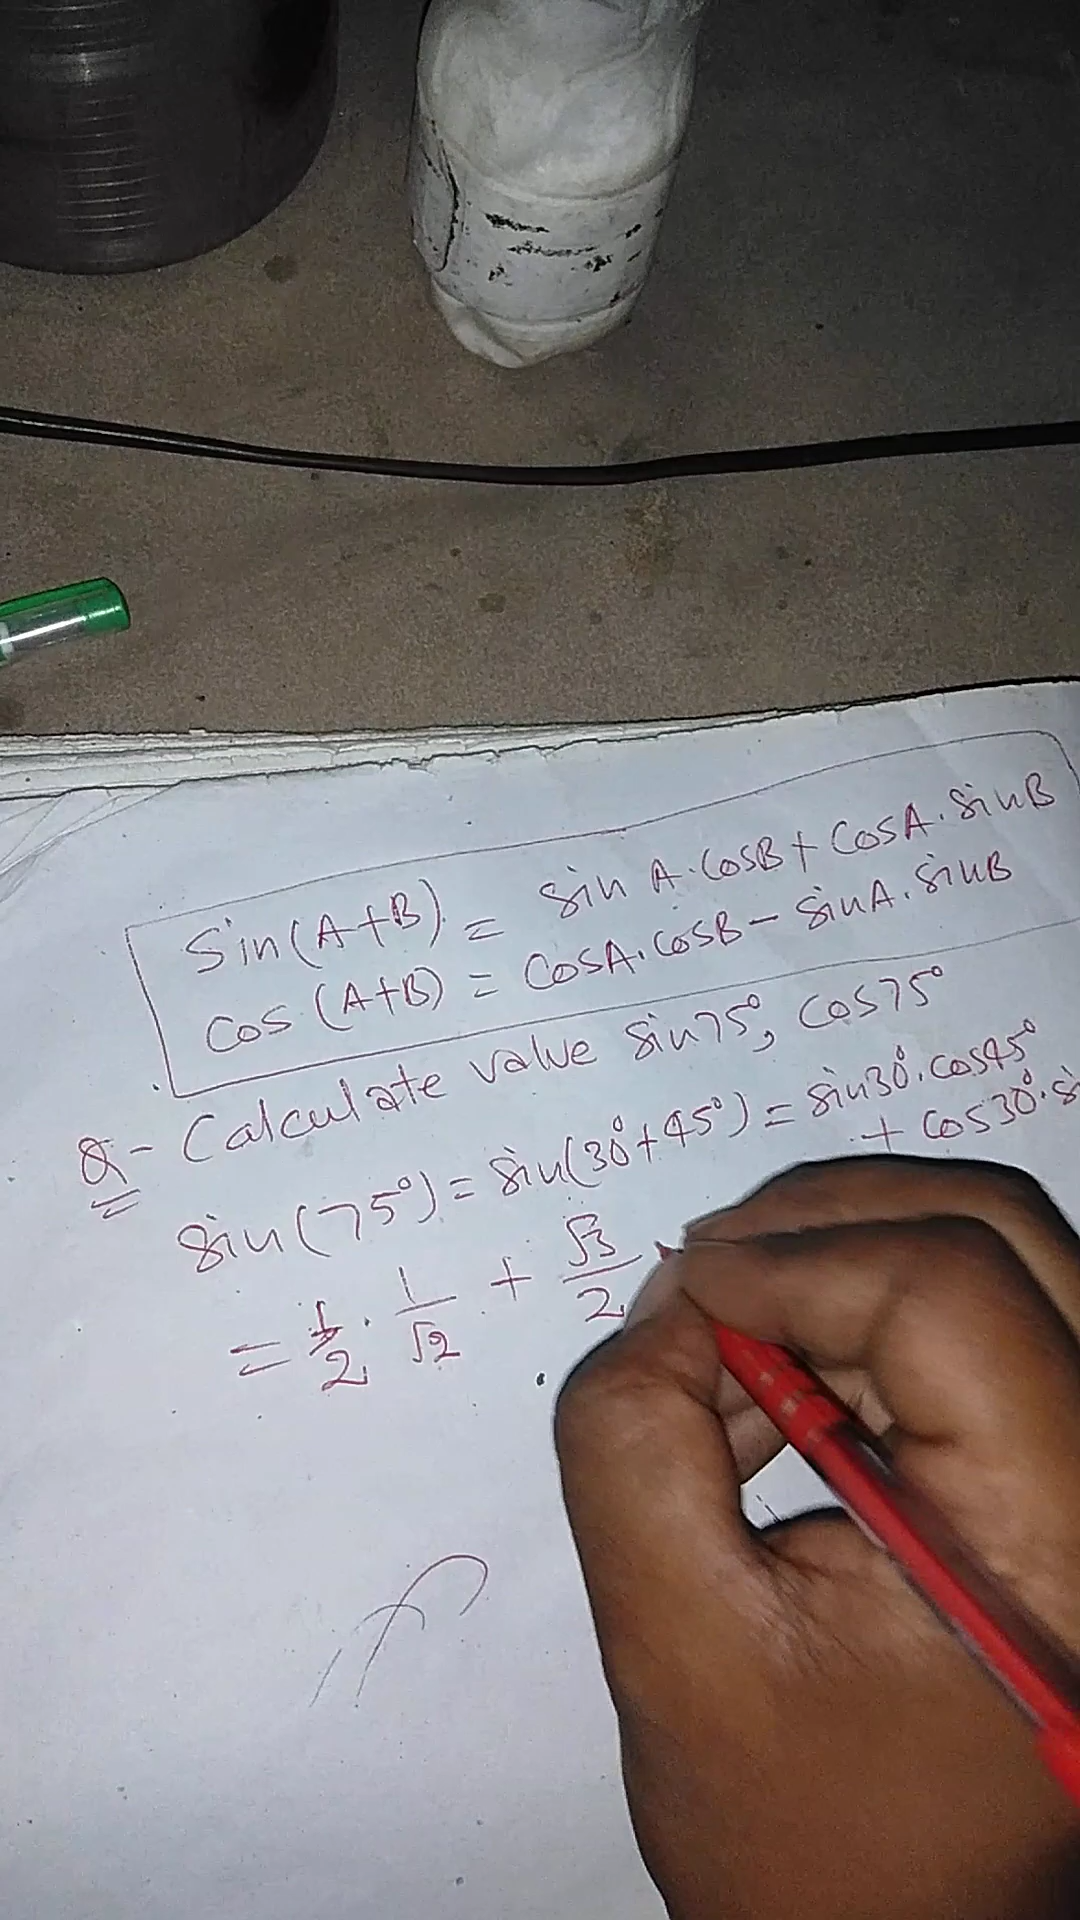 Sin(A+B) = sin A.CosB + CosA.sinB
Cos (A+B) = CosA.CosB - sinA.sinB
Q- Calculate value sin75°, Cos75°
sin(75°) = sin(30°+45°) = sin30°.cos45°
+ Cos30°.si
= 1/2 . 1/√2 + √3/2